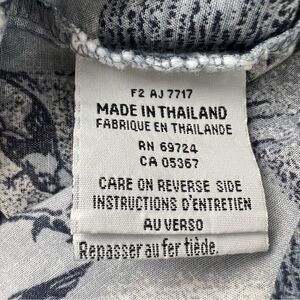 F2 AJ 7717
MADE IN THAILAND
FABRIQUE EN THAILANDE
RN 69724
CA 05367
CARE ON REVERSE SIDE
INSTRUCTIONS D'ENTRETIEN
AU VERSO
Repasser au fer tiède.